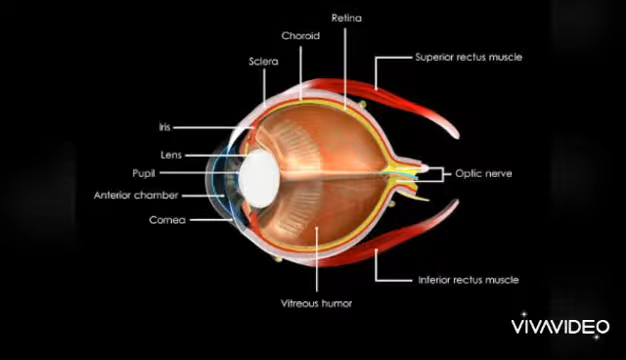 Retina
Choroid
Sclera
Superior rectus muscle
Iris
Lens
Pupil
Optic nerve
Anterior chamber
Cornea
Inferior rectus muscle
Vitreous humor
VIVAVIDEO